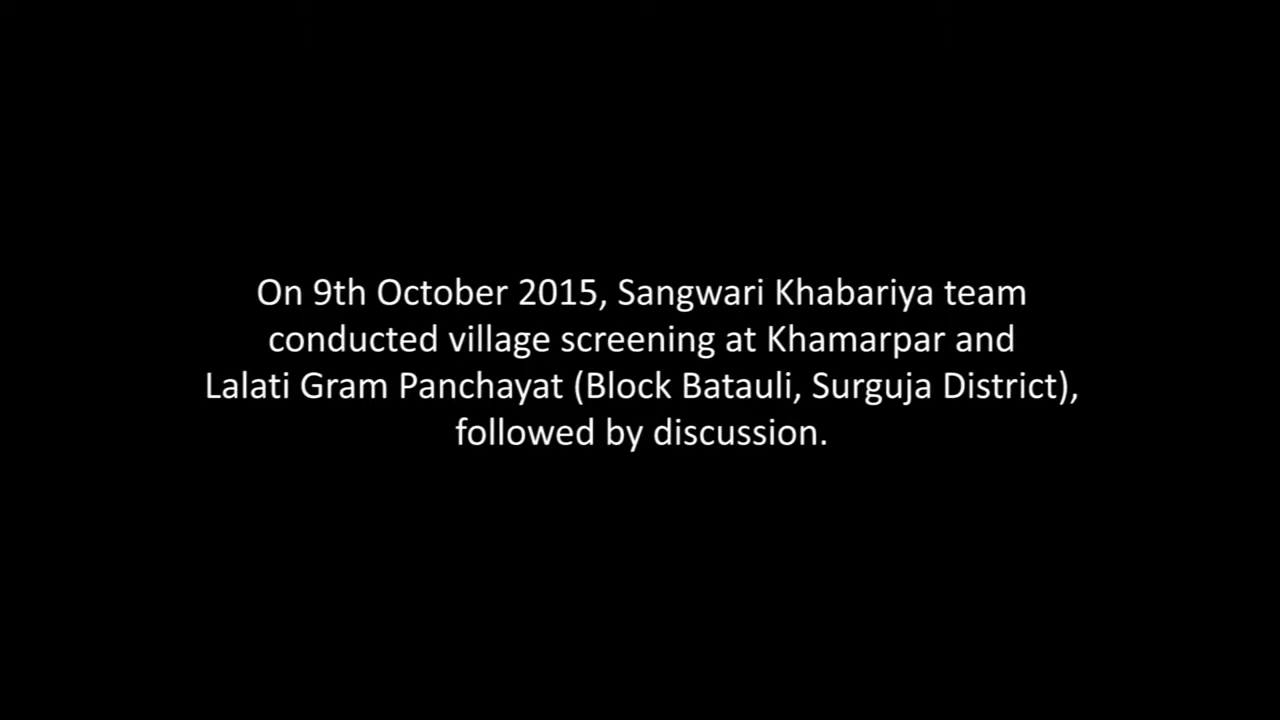 On 9th October 2015, Sangwari Khabariya team
conducted village screening at Khamarpar and
Lalati Gram Panchayat (Block Batauli, Surguja District),
followed by discussion.